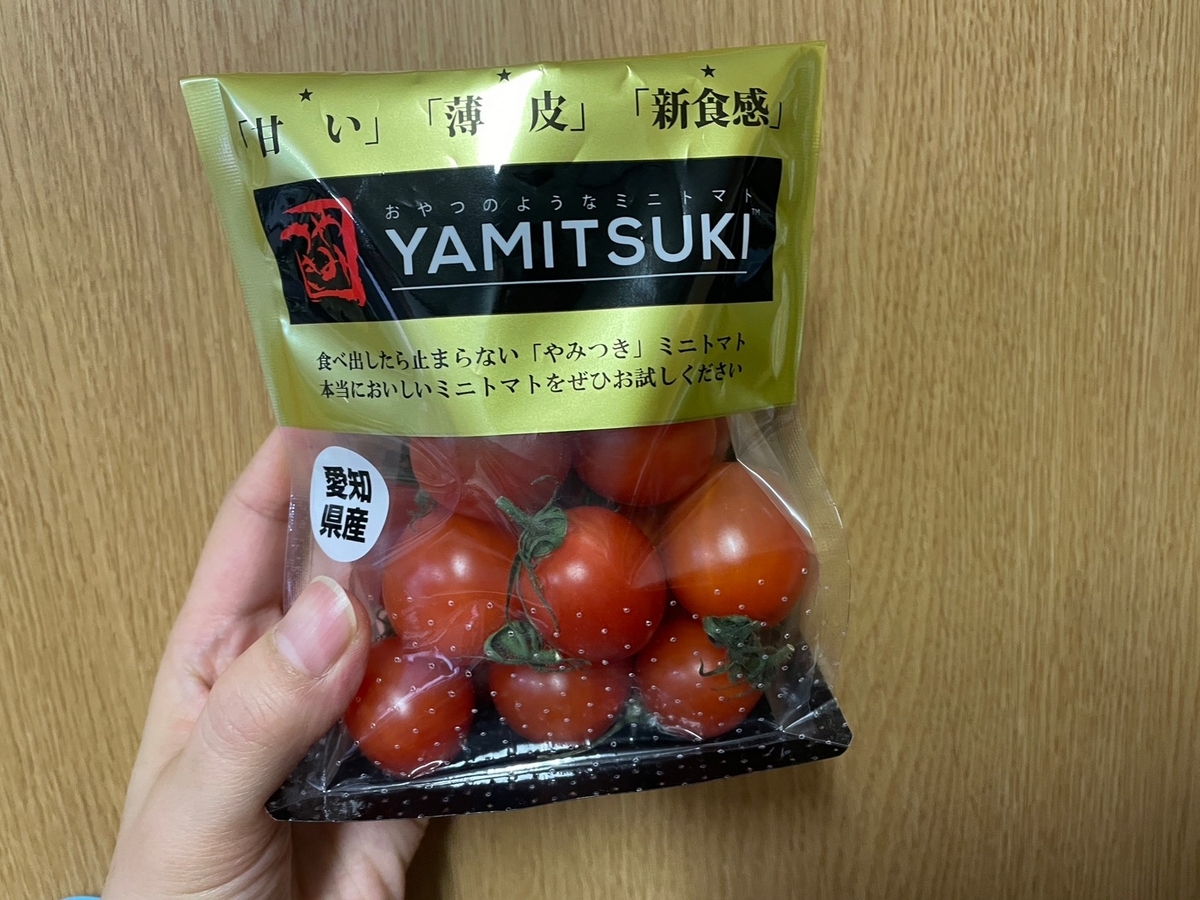 「甘い」「薄皮」「新食感」
おやつのようなミニトマト
YAMITSUKI™
食べ出したら止まらない「やみつき」ミニトマト
本当においしいミニトマトをぜひお試しください
愛知
県産